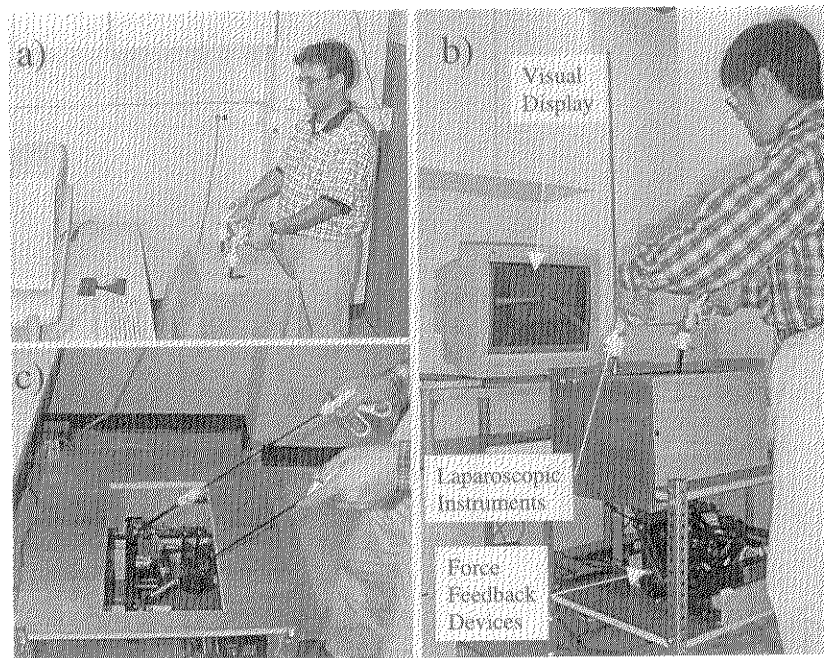 a)
b)
Visual
Display
c)
Laparoscopic
Instruments
Force
Feedback
Devices